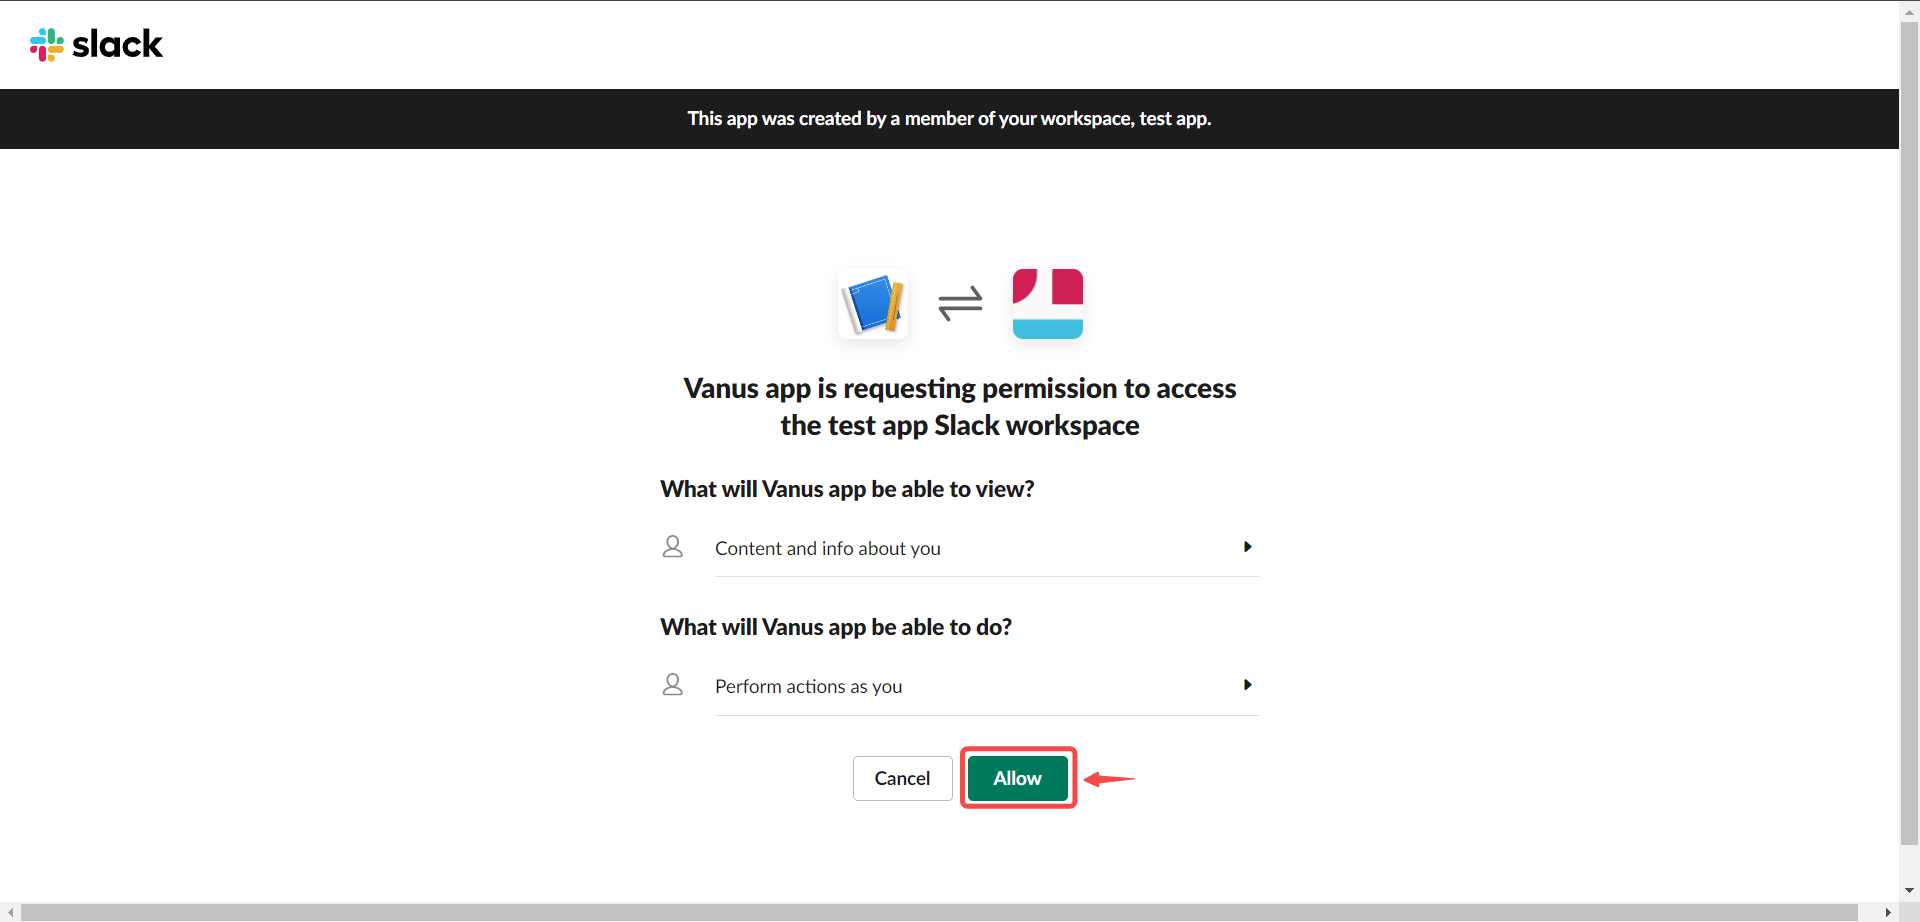 slack
This app was created by a member of your workspace, test app.
Vanus app is requesting permission to access
the test app Slack workspace
What will Vanus app be able to view?
Content and info about you
What will Vanus app be able to do?
Perform actions as you
Cancel
Allow